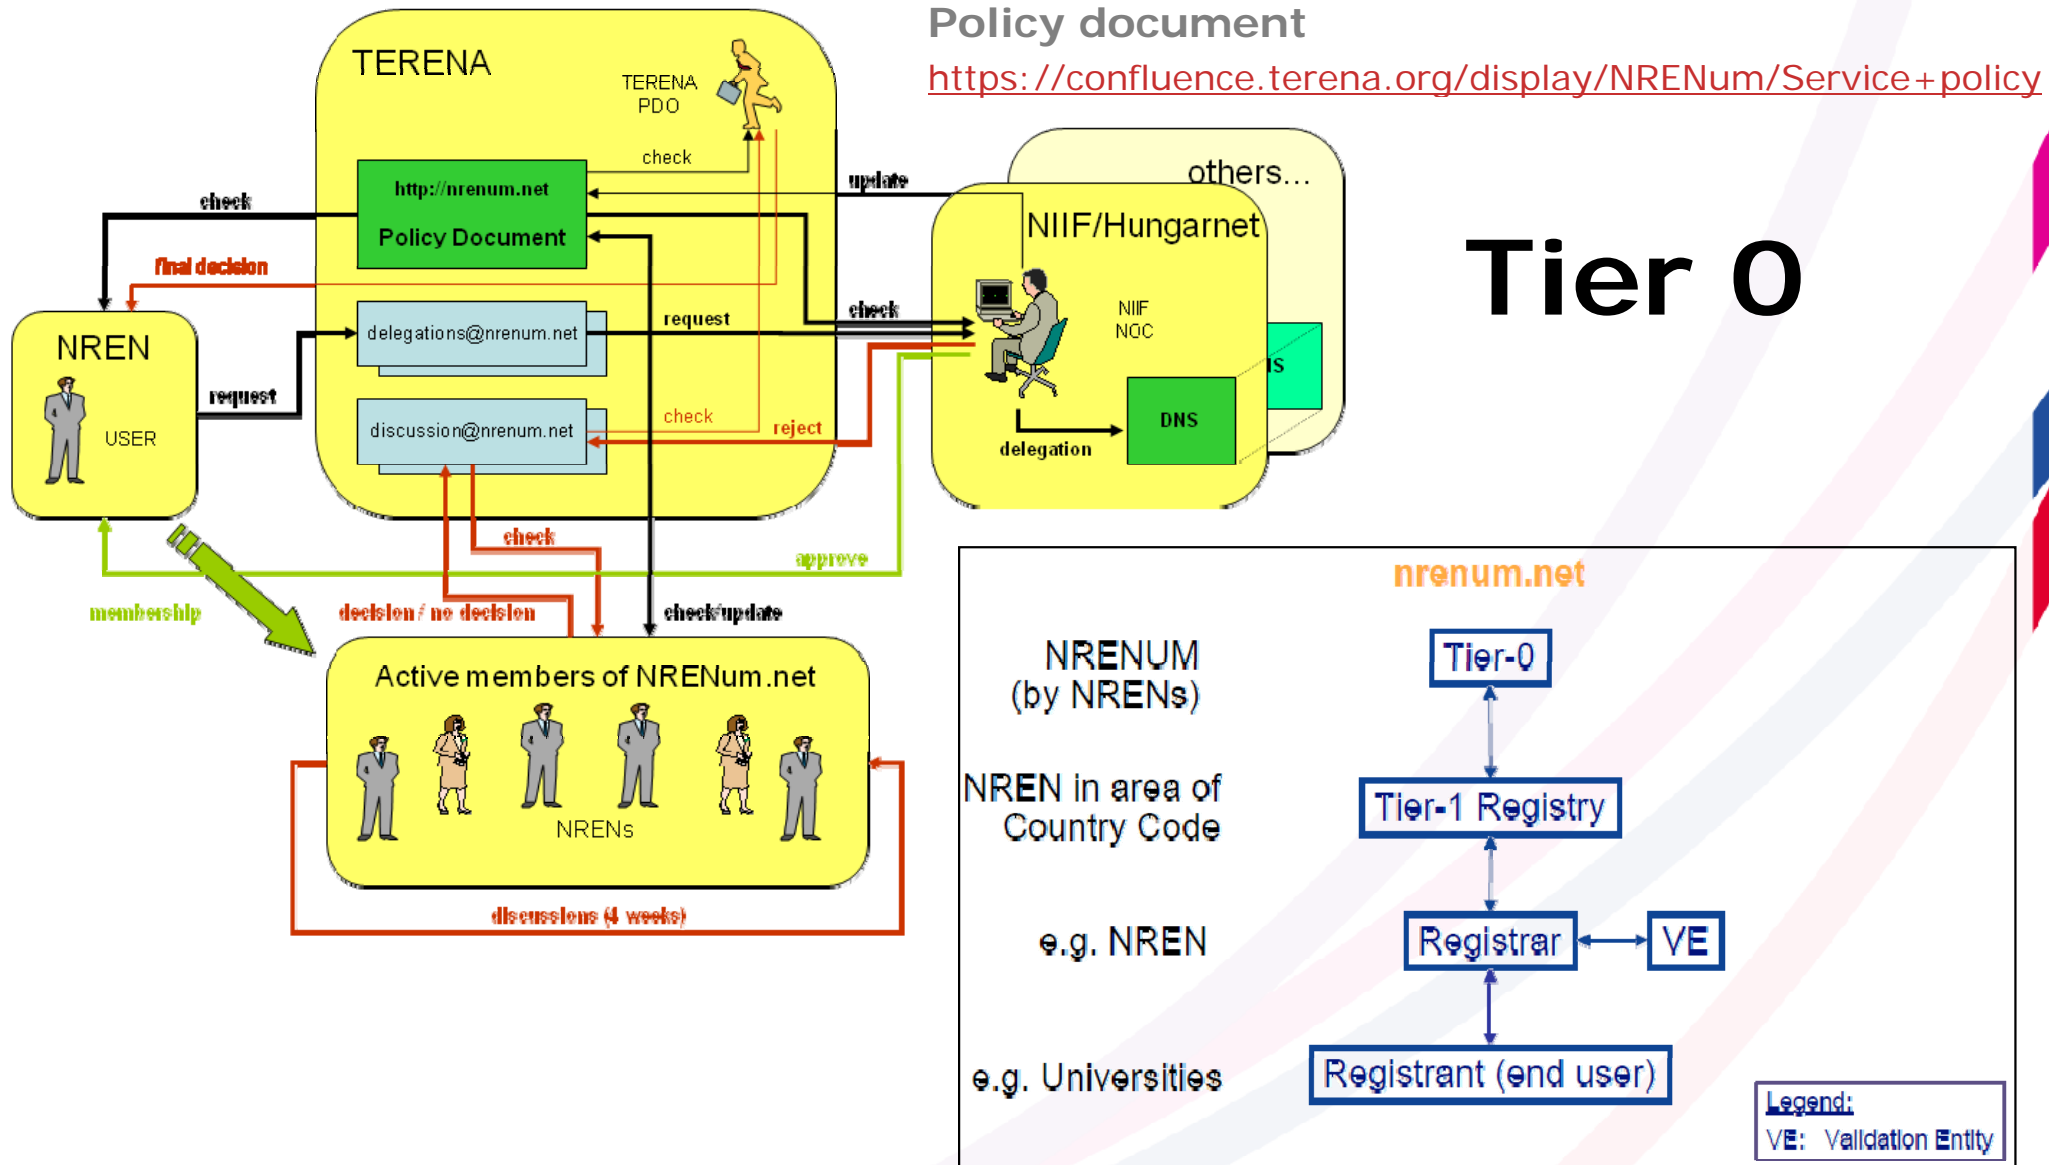 Policy document
https://confluence.terena.org/display/NRENum/Service+policy
Tier 0
TERENA
TERENA
PDO
check
http://nrenum.net
Policy Document
check
final decision
update
others...
NIIF/Hungarnet
NIIF
NOC
check
request
delegations@nrenum.net
NREN
USER
request
discussion@nrenum.net
check
reject
delegation
DNS
IS
check
approve
membership
decision / no decision
check/update
Active members of NRENum.net
NRENs
discussions (4 weeks)
nrenum.net
NRENUM
(by NRENs)
Tier-0
NREN in area of
Country Code
Tier-1 Registry
e.g. NREN
Registrar
VE
e.g. Universities
Registrant (end user)
Legend:
VE: Validation Entity